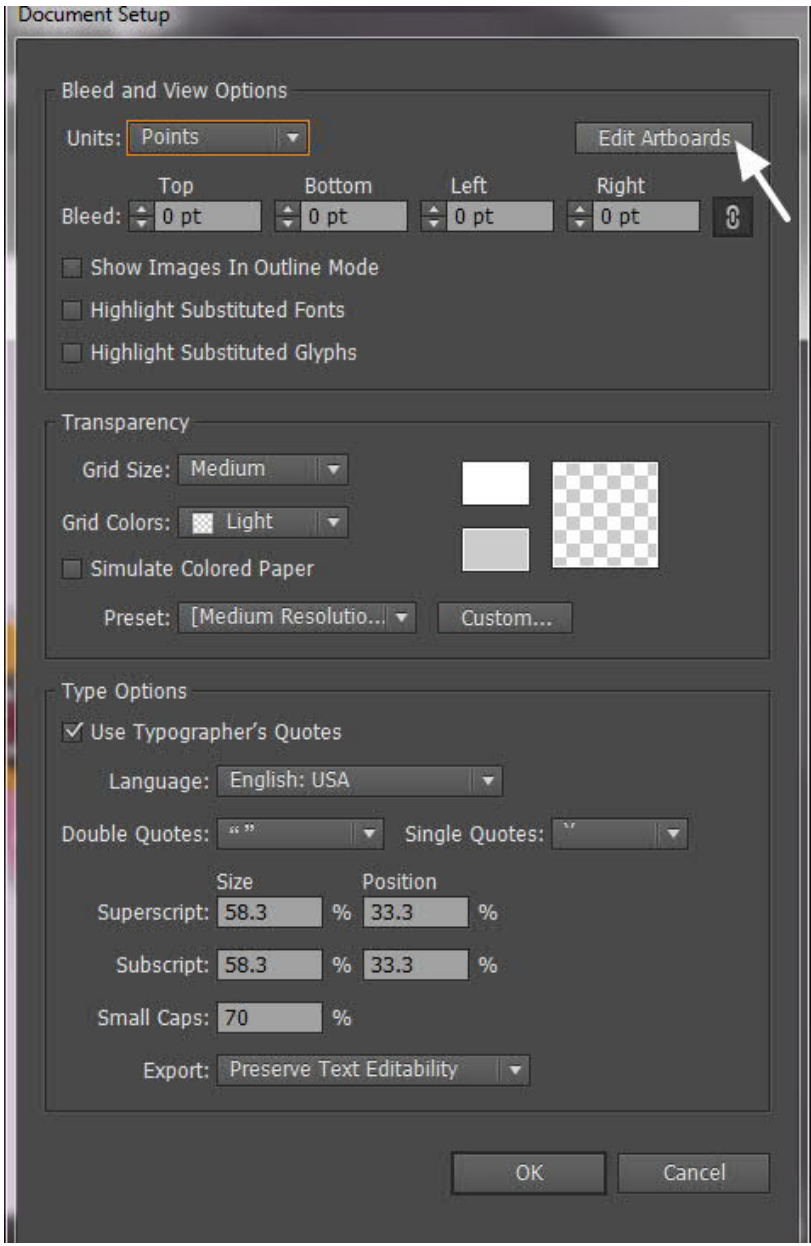 Document Setup
Bleed and View Options
Units: Points
Edit Artboards
Top Bottom Left Right
Bleed: 0 pt 0 pt 0 pt 0 pt
Show Images In Outline Mode
Highlight Substituted Fonts
Highlight Substituted Glyphs
Transparency
Grid Size: Medium
Grid Colors: Light
Simulate Colored Paper
Preset: [Medium Resolutio... Custom...
Type Options
Use Typographer's Quotes
Language: English: USA
Double Quotes: “ ” Single Quotes: ‘’
Size Position
Superscript: 58.3 % 33.3 %
Subscript: 58.3 % 33.3 %
Small Caps: 70 %
Export: Preserve Text Editability
OK Cancel